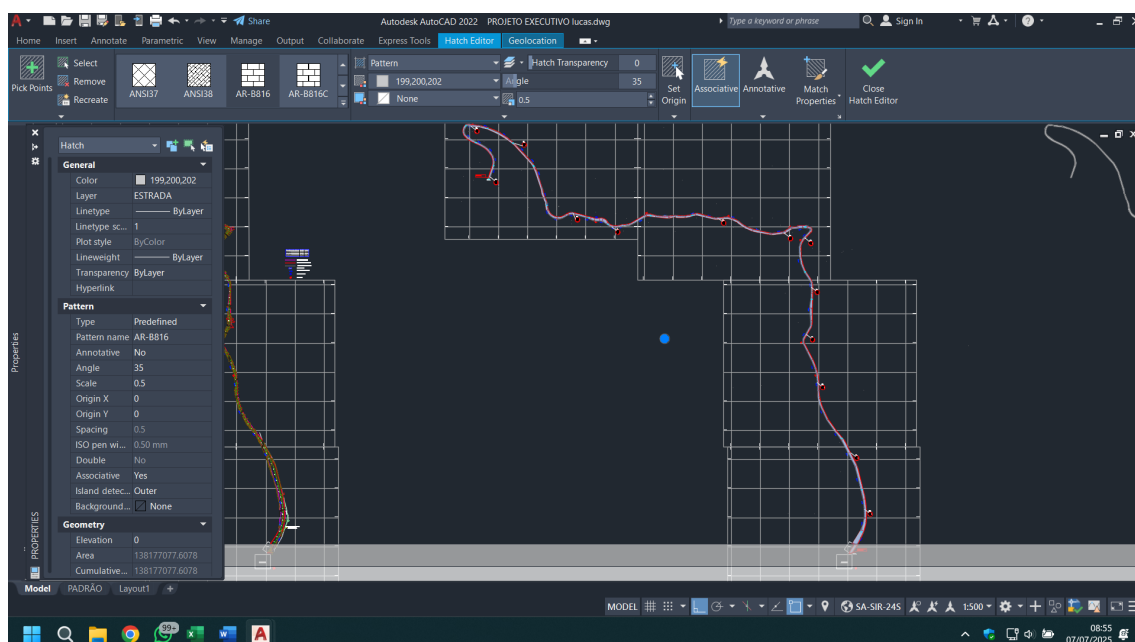 A Share Autodesk AutoCAD 2022 PROJETO EXECUTIVO lucas.dwg Type a keyword or phrase Sign In
Home Insert Annotate Parametric View Manage Output Collaborate Express Tools Hatch Editor Geolocation
Pick Points Select Remove Recreate
ANSI37 ANSI38 AR-B816 AR-B816C
Pattern Hatch Transparency 0
199,200,202 Angle 35
None 0.5
Set Origin Associative Annotative Match Properties Close Hatch Editor
Hatch
General
Color 199,200,202
Layer ESTRADA
Linetype ByLayer
Linetype sc... 1
Plot style ByColor
Lineweight ByLayer
Transparency ByLayer
Hyperlink
Pattern
Type Predefined
Pattern name AR-B816
Annotative No
Angle 35
Scale 0.5
Origin X 0
Origin Y 0
Spacing 0.5
ISO pen wi... 0.50 mm
Double No
Associative Yes
Island detec... Outer
Background... None
Geometry
Elevation 0
Area 138177077.6078
Cumulative... 138177077.6078
Properties
PROPERTIES
Model PADRÃO Layout1 +
MODEL SA-SIR-24S 1:500
99+
08:55
07/07/2025